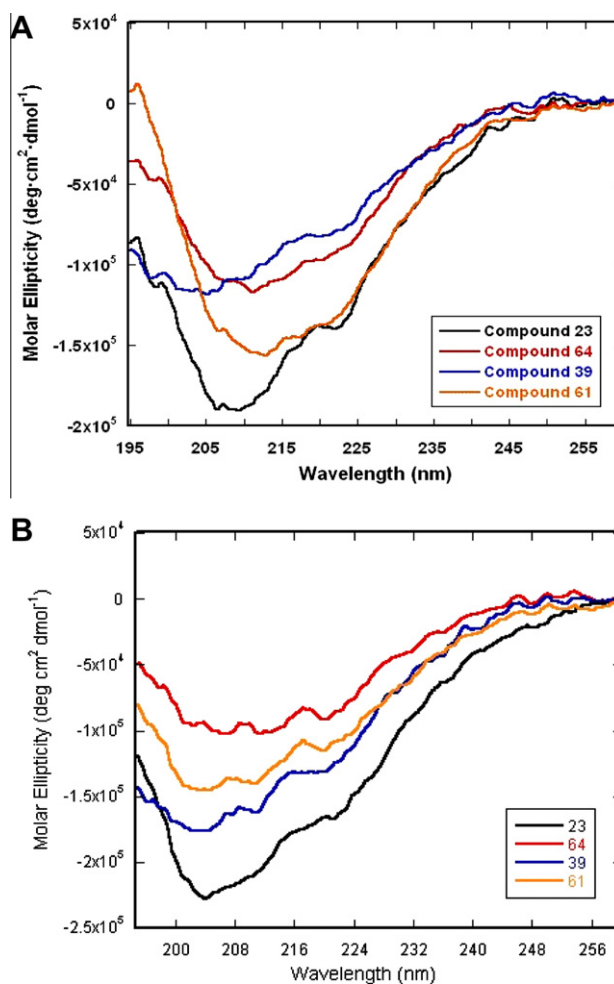 A
5x10⁴
0
-5x10⁴
-1x10⁵
-1.5x10⁵
-2x10⁵
Molar Ellipticity (deg·cm²·dmol⁻¹)
Compound 23
Compound 64
Compound 39
Compound 61
195 205 215 225 235 245 255
Wavelength (nm)
B
5x10⁴
0
-5x10⁴
-1x10⁵
-1.5x10⁵
-2x10⁵
-2.5x10⁵
Molar Ellipticity (deg cm² dmol⁻¹)
23
64
39
61
200 208 216 224 232 240 248 256
Wavelength (nm)